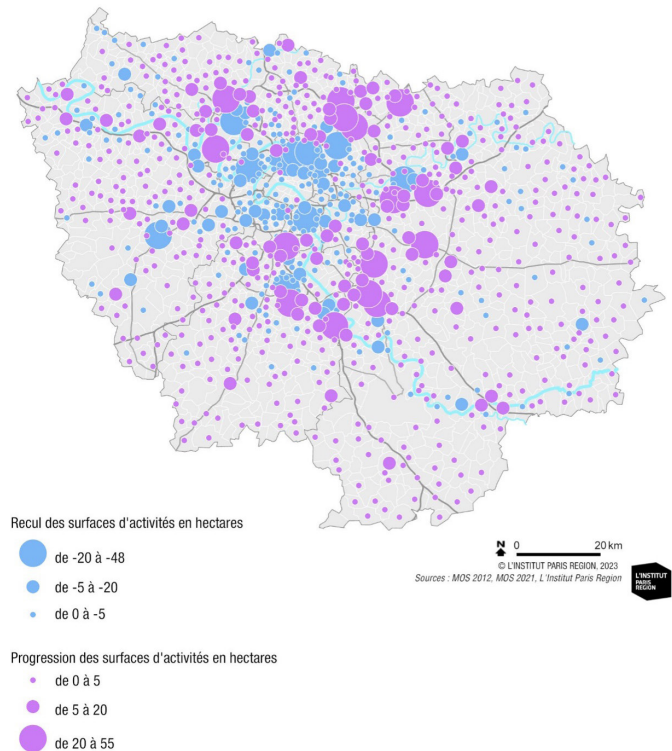 Recul des surfaces d'activités en hectares
de -20 à -48
de -5 à -20
de 0 à -5
N 0 20 km
© L'INSTITUT PARIS REGION, 2023
Sources : MOS 2012, MOS 2021, L'Institut Paris Region
L'INSTITUT
PARIS
REGION
Progression des surfaces d'activités en hectares
de 0 à 5
de 5 à 20
de 20 à 55